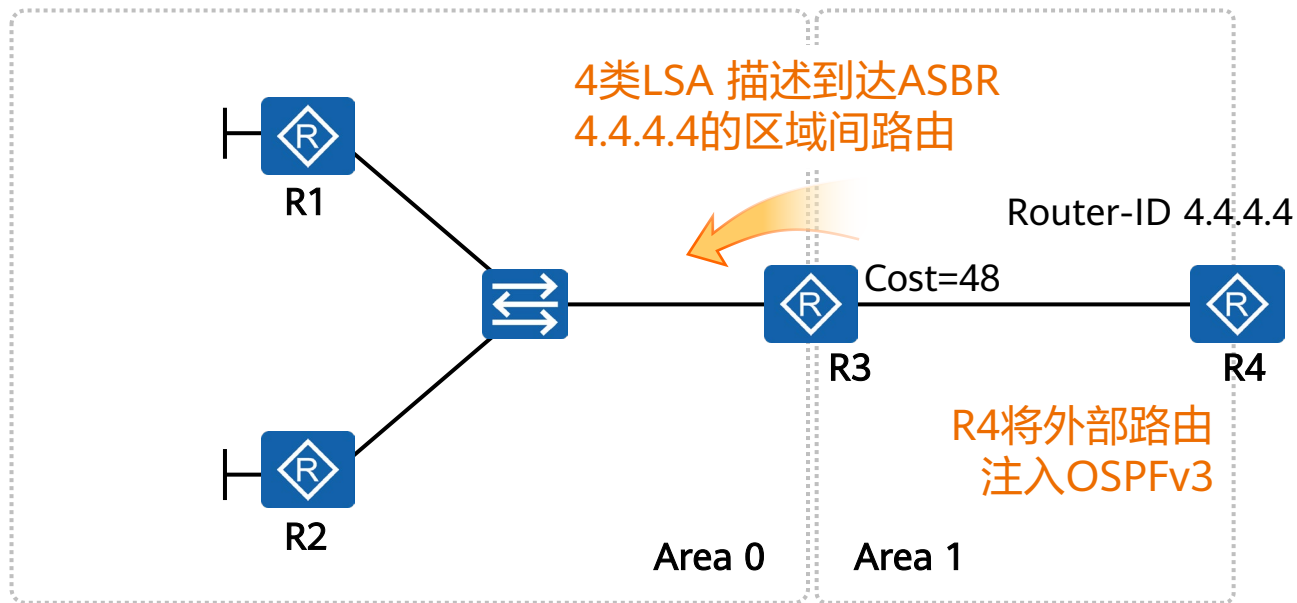 4类LSA 描述到达ASBR
4.4.4.4的区域间路由
R
R1
Router-ID 4.4.4.4
Cost=48
R
R
R3
R4
R4将外部路由
注入OSPFv3
R
R2
Area 0
Area 1